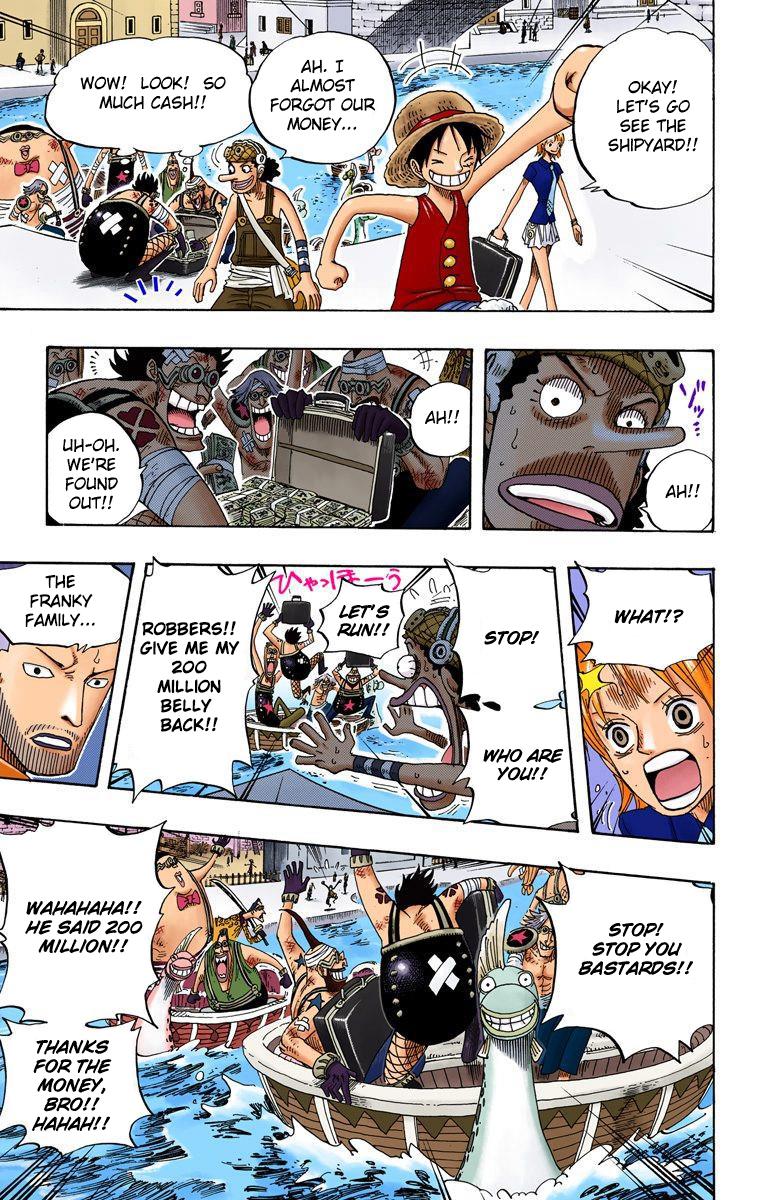 OKAY!
LET'S GO
SEE THE
SHIPYARD!!
AH. I
ALMOST
FORGOT OUR
MONEY...
WOW! LOOK! SO
MUCH CASH!!
AH!!
AH!!
UH-OH.
WE'RE
FOUND
OUT!!
WHAT!?
STOP!
WHO ARE
YOU!!
LET'S
RUN!!
ひゃっほーう
ROBBERS!!
GIVE ME MY
200
MILLION
BELLY
BACK!!
THE
FRANKY
FAMILY...
STOP!
STOP YOU
BASTARDS!!
WAHAHAHA!!
HE SAID 200
MILLION!!
THANKS
FOR THE
MONEY,
BRO!!
HAHAH!!